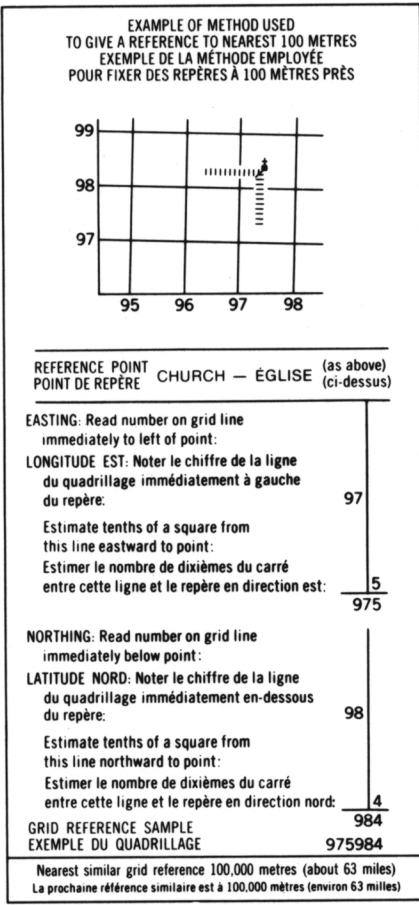 EXAMPLE OF METHOD USED
TO GIVE A REFERENCE TO NEAREST 100 METRES
EXEMPLE DE LA MÉTHODE EMPLOYÉE
POUR FIXER DES REPÈRES À 100 MÈTRES PRÈS
99
98
97
95 96 97 98
REFERENCE POINT
POINT DE REPÈRE
CHURCH — ÉGLISE
(as above)
(ci-dessus)
EASTING: Read number on grid line
immediately to left of point:
LONGITUDE EST: Noter le chiffre de la ligne
du quadrillage immédiatement à gauche
du repère: 97
Estimate tenths of a square from
this line eastward to point:
Estimer le nombre de dixièmes du carré
entre cette ligne et le repère en direction est: 5
975
NORTHING: Read number on grid line
immediately below point:
LATITUDE NORD: Noter le chiffre de la ligne
du quadrillage immédiatement en-dessous
du repère: 98
Estimate tenths of a square from
this line northward to point:
Estimer le nombre de dixièmes du carré
entre cette ligne et le repère en direction nord: 4
984
GRID REFERENCE SAMPLE
EXEMPLE DU QUADRILLAGE 975984
Nearest similar grid reference 100,000 metres (about 63 miles)
La prochaine référence similaire est à 100,000 mètres (environ 63 milles)